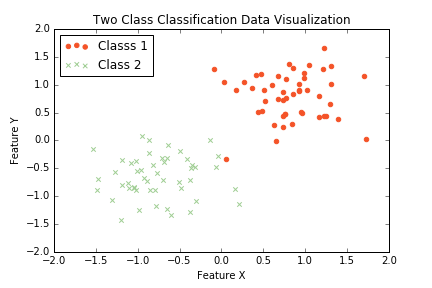 Two Class Classification Data Visualization
Classs 1
Class 2
Feature Y
2.0
1.5
1.0
0.5
0.0
−0.5
−1.0
−1.5
−2.0
−2.0 −1.5 −1.0 −0.5 0.0 0.5 1.0 1.5 2.0
Feature X